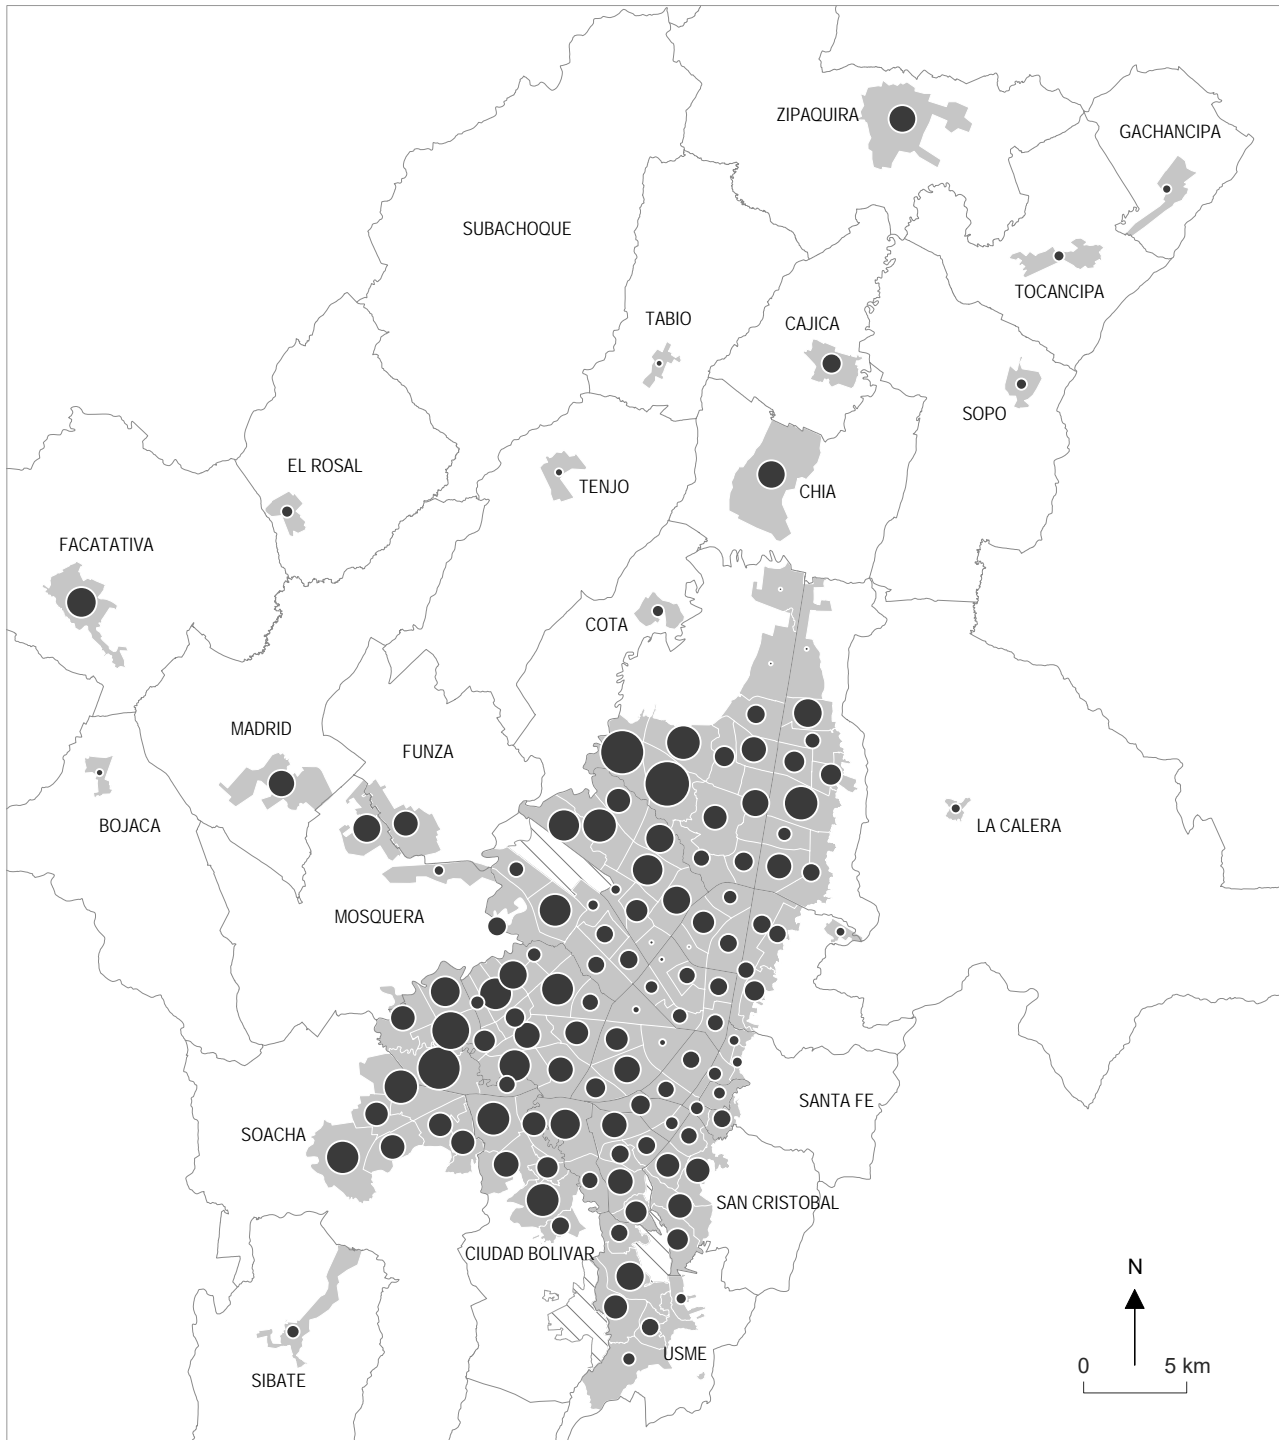 ZIPAQUIRA
GACHANCIPA
SUBACHOQUE
TOCANCIPA
TABIO
CAJICA
SOPO
EL ROSAL
TENJO
CHIA
FACATATIVA
COTA
MADRID
FUNZA
BOJACA
LA CALERA
MOSQUERA
SANTA FE
SOACHA
SAN CRISTOBAL
CIUDAD BOLIVAR
N
USME
0 5 km
SIBATE